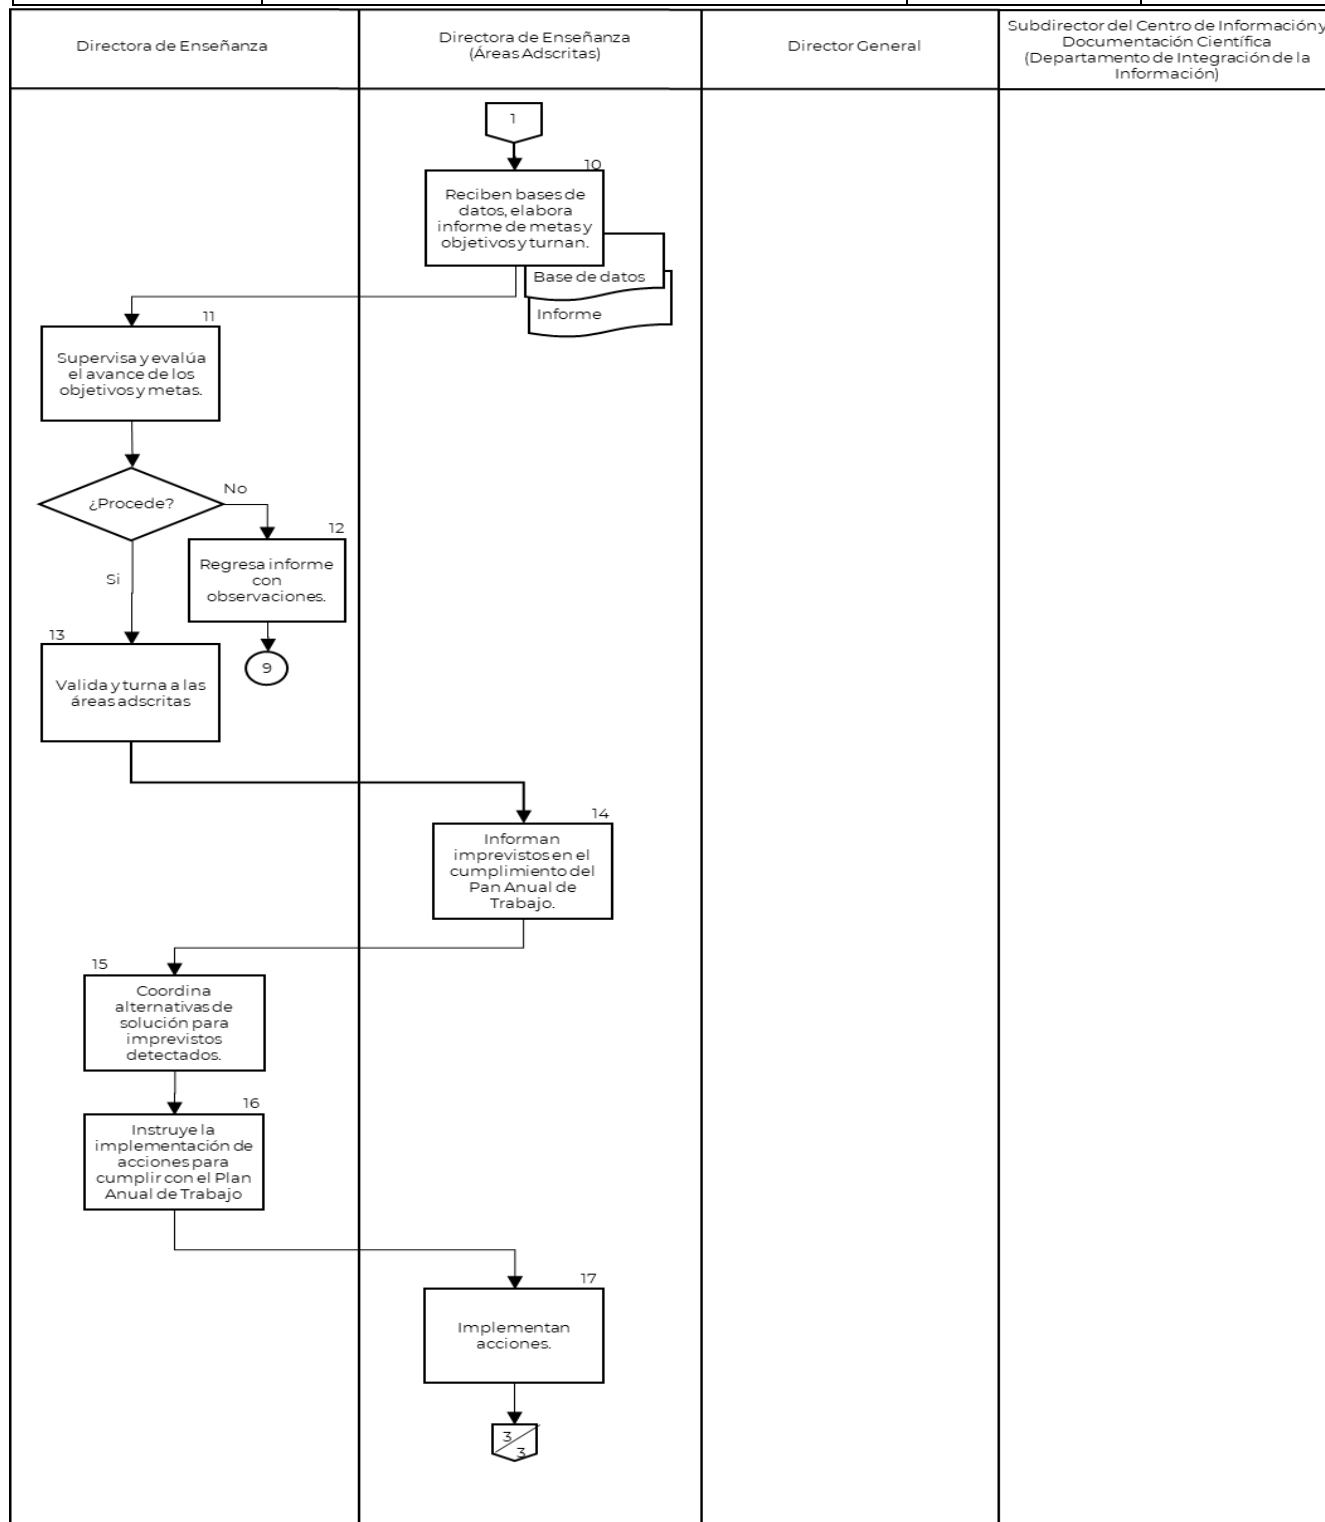 Directora de Enseñanza
Directora de Enseñanza
(Áreas Adscritas)
Director General
Subdirector del Centro de Información y
Documentación Científica
(Departamento de Integración de la
Información)
1
10
Reciben bases de
datos, elabora
informe de metas y
objetivos y turnan.
Base de datos
Informe
11
Supervisa y evalúa
el avance de los
objetivos y metas.
¿Procede?
No
12
Regresa informe
con
observaciones.
Si
9
13
Valida y turna a las
áreas adscritas
14
Informan
imprevistos en el
cumplimiento del
Pan Anual de
Trabajo.
15
Coordina
alternativas de
solución para
imprevistos
detectados.
16
Instruye la
implementación de
acciones para
cumplir con el Plan
Anual de Trabajo
17
Implementan
acciones.
3
3